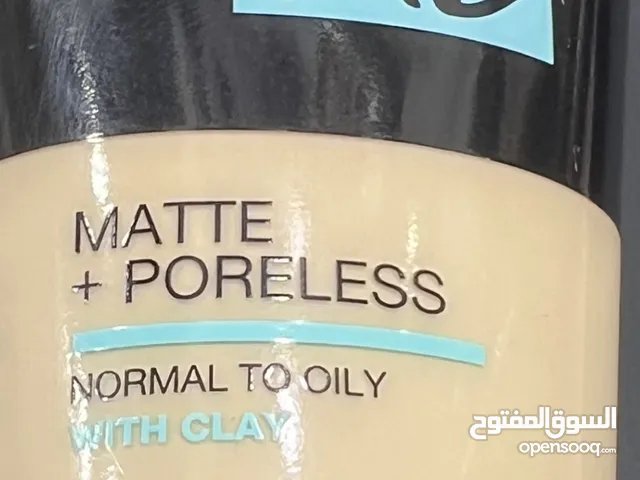 MATTE
+ PORELESS
NORMAL TO OILY
WITH CLAY
السوق المفتوح
opensooq.com